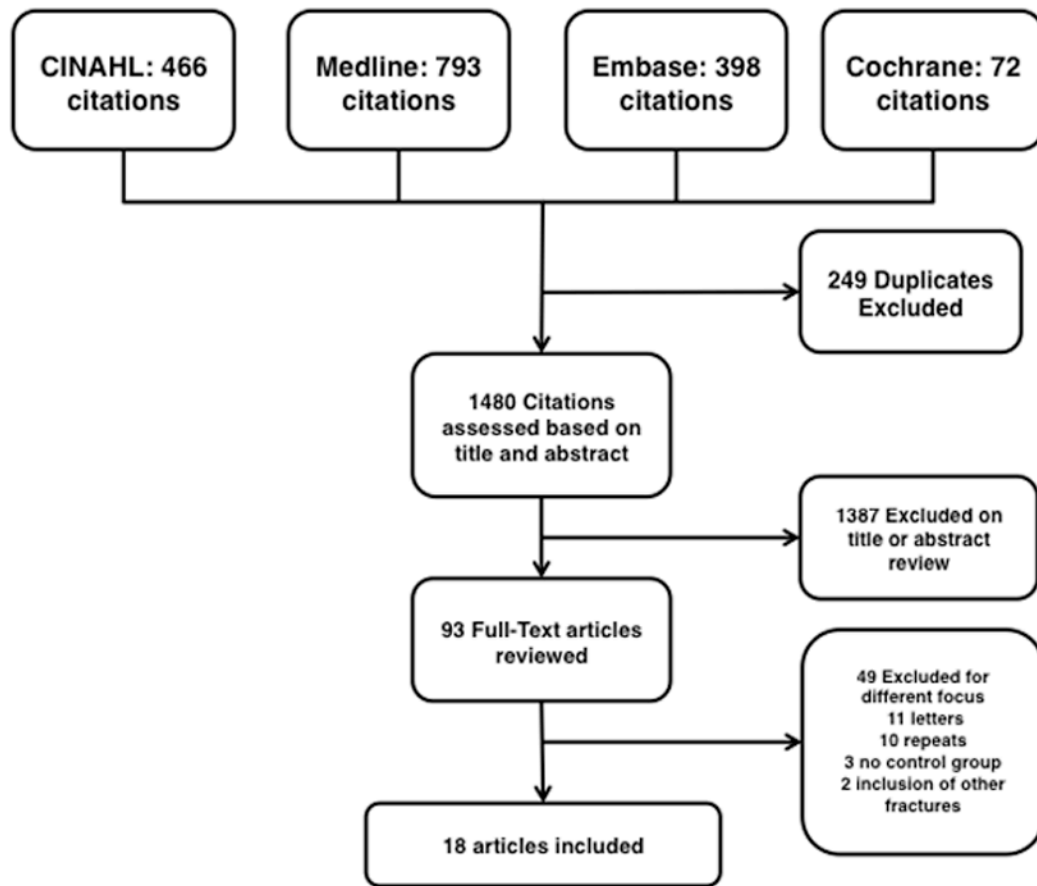 CINAHL: 466
citations
Medline: 793
citations
Embase: 398
citations
Cochrane: 72
citations
249 Duplicates
Excluded
1480 Citations
assessed based on
title and abstract
1387 Excluded on
title or abstract
review
93 Full-Text articles
reviewed
49 Excluded for
different focus
11 letters
10 repeats
3 no control group
2 inclusion of other
fractures
18 articles included